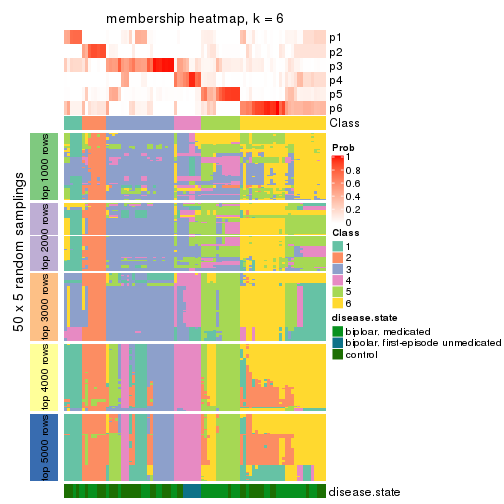 membership heatmap, k = 6
p1
p2
p3
p4
p5
p6
Class
50 x 5 random samplings
top 1000 rows
top 2000 rows
top 3000 rows
top 4000 rows
top 5000 rows
Prob
1
0.8
0.6
0.4
0.2
0
Class
1
2
3
4
5
6
disease.state
bipolar, medicated
bipolar, first-episode unmedicated
control
disease.state